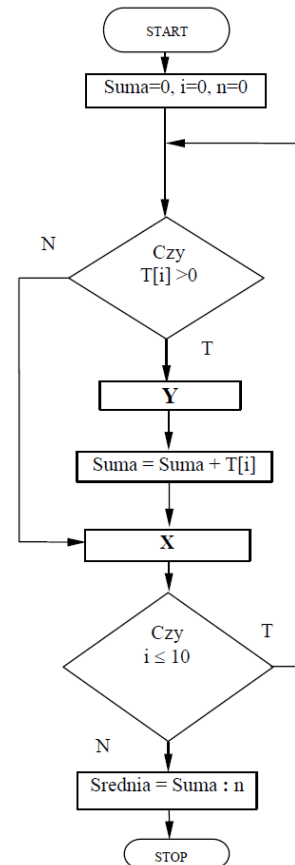 START
Suma=0, i=0, n=0
N
Czy
T[i] >0
T
Y
Suma = Suma + T[i]
X
Czy
i ≤ 10
T
N
Srednia = Suma : n
STOP